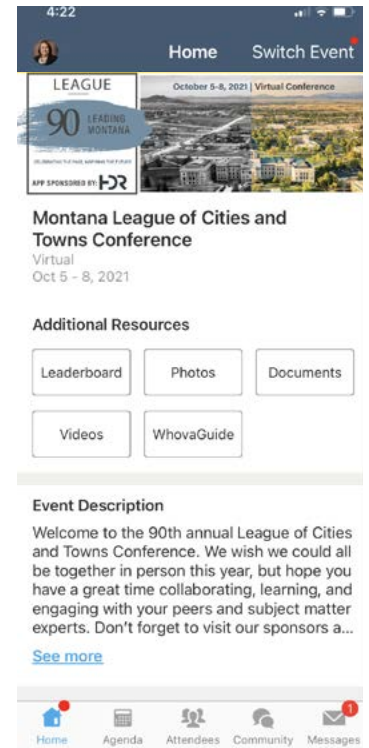 4:22
Home Switch Event
LEAGUE
90 LEADING
MONTANA
APP SPONSORED BY: HDR
October 5-8, 2021 | Virtual Conference
Montana League of Cities and
Towns Conference
Virtual
Oct 5 - 8, 2021
Additional Resources
Leaderboard Photos Documents
Videos WhovaGuide
Event Description
Welcome to the 90th annual League of Cities
and Towns Conference. We wish we could all
be together in person this year, but hope you
have a great time collaborating, learning, and
engaging with your peers and subject matter
experts. Don't forget to visit our sponsors a...
See more
1
Home Agenda Attendees Community Messages